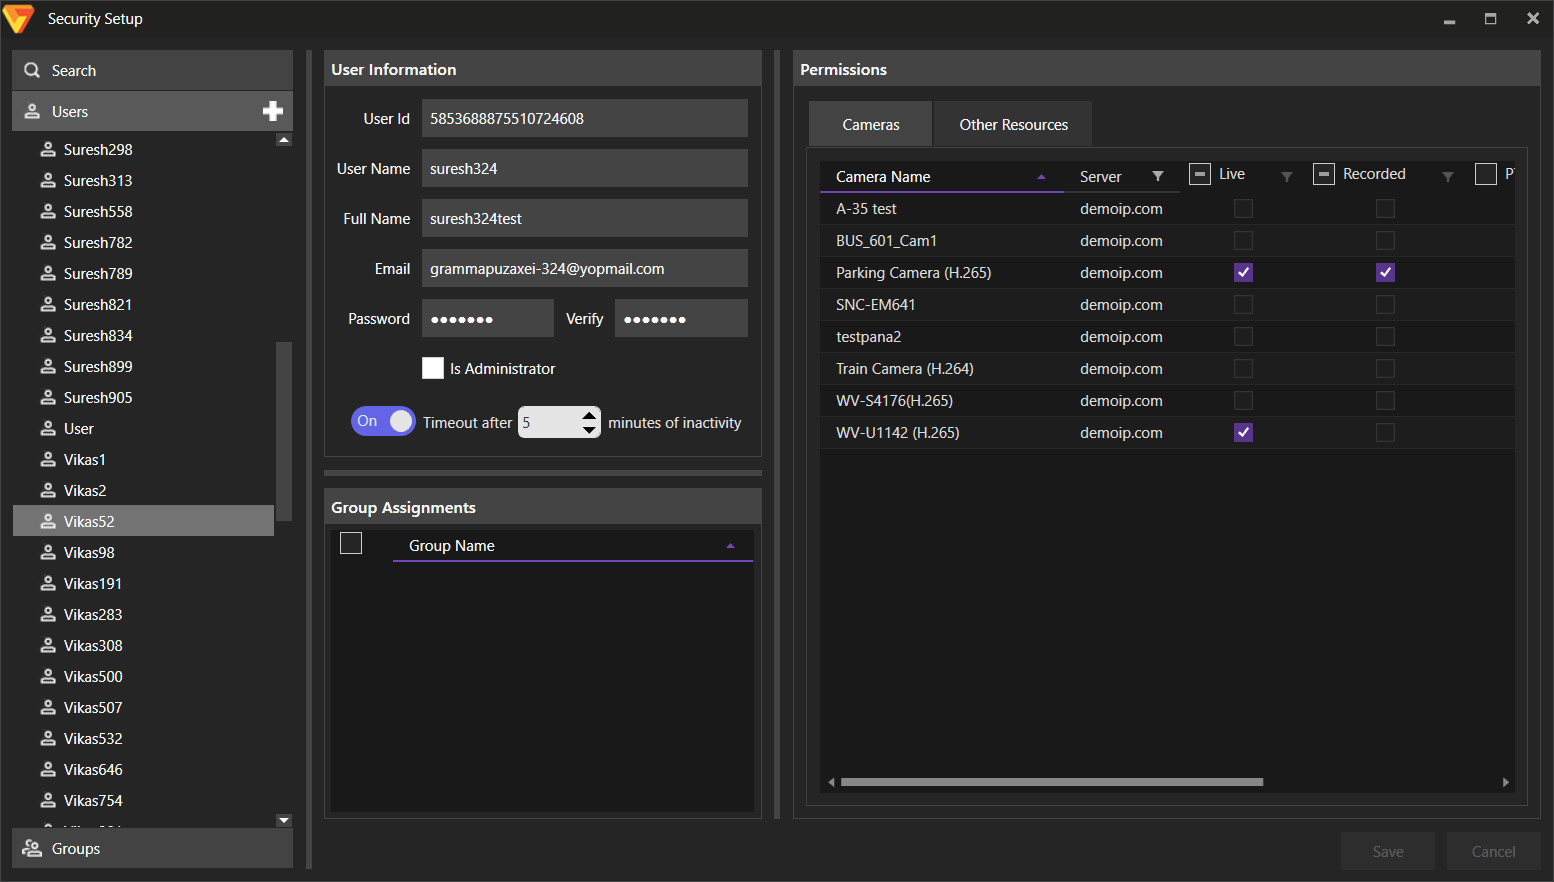 Security Setup
Search
Users
Suresh298
Suresh313
Suresh558
Suresh782
Suresh789
Suresh821
Suresh834
Suresh899
Suresh905
User
Vikas1
Vikas2
Vikas52
Vikas98
Vikas191
Vikas283
Vikas308
Vikas500
Vikas507
Vikas532
Vikas646
Vikas754
Groups
User Information
User Id 5853688875510724608
User Name suresh324
Full Name suresh324test
Email grammapuzaxei-324@yopmail.com
Password ●●●●●●● Verify ●●●●●●●
Is Administrator
On Timeout after 5 minutes of inactivity
Group Assignments
Group Name
Permissions
Cameras Other Resources
Camera Name Server Live Recorded
A-35 test demoip.com
BUS_601_Cam1 demoip.com
Parking Camera (H.265) demoip.com
SNC-EM641 demoip.com
testpana2 demoip.com
Train Camera (H.264) demoip.com
WV-S4176(H.265) demoip.com
WV-U1142 (H.265) demoip.com
Save Cancel